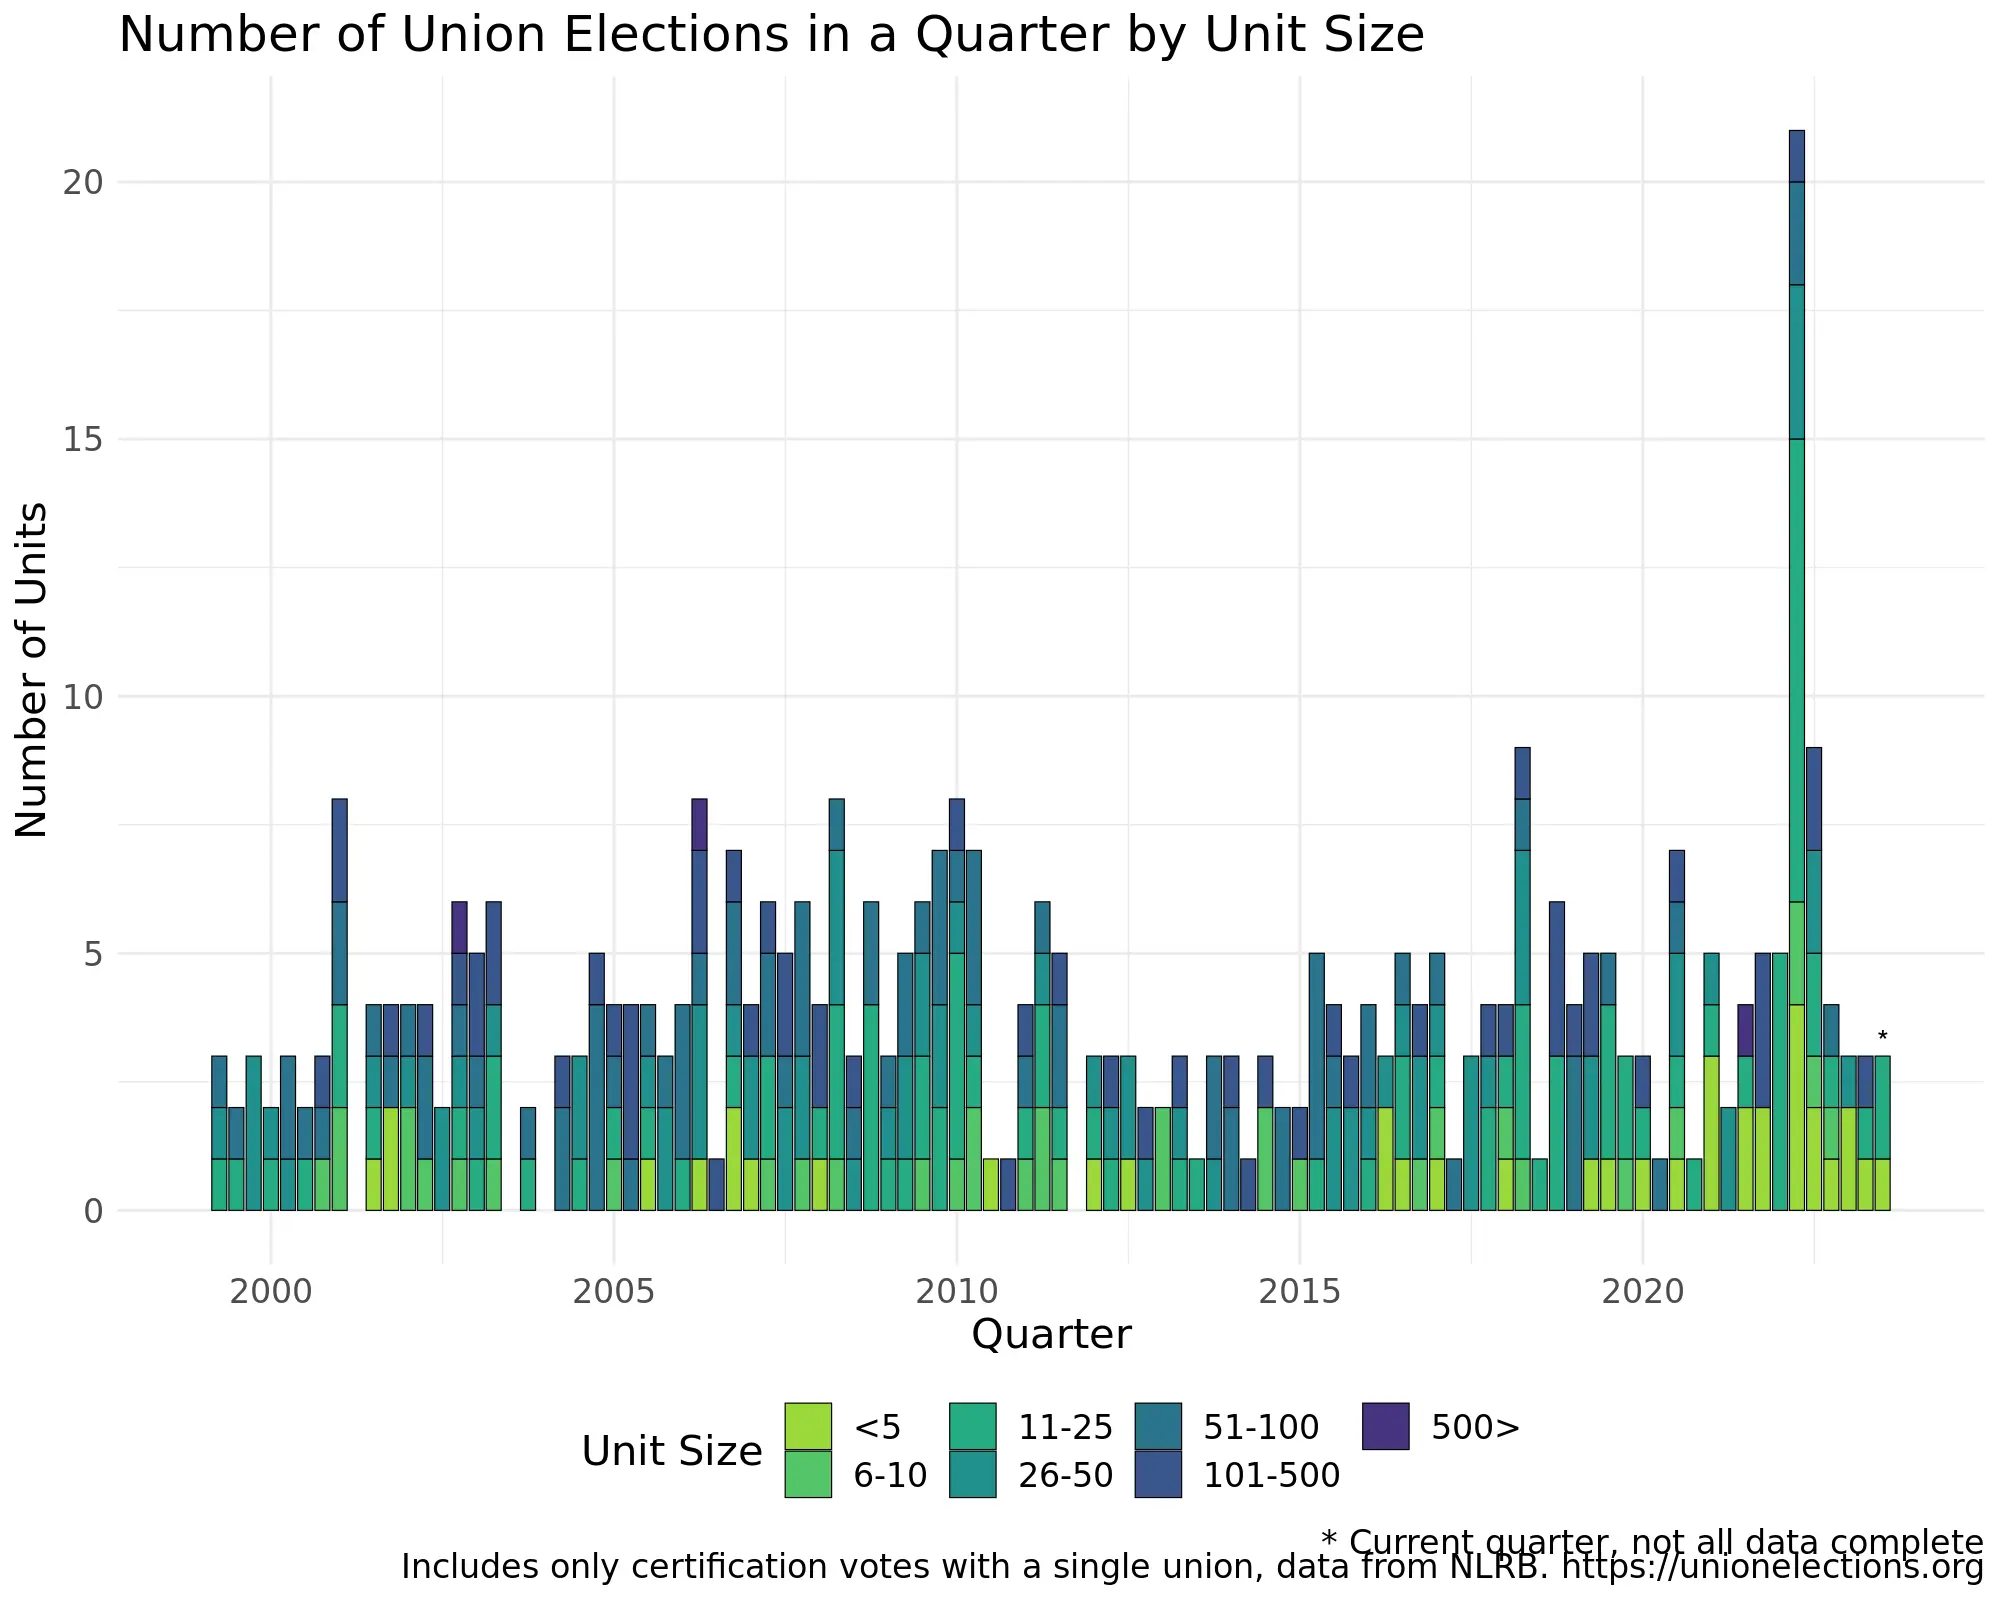 Number of Union Elections in a Quarter by Unit Size
Number of Units
20
15
10
5
0
*
2000 2005 2010 2015 2020
Quarter
Unit Size
<5 11-25 51-100 500>
6-10 26-50 101-500
* Current quarter, not all data complete
Includes only certification votes with a single union, data from NLRB. https://unionelections.org